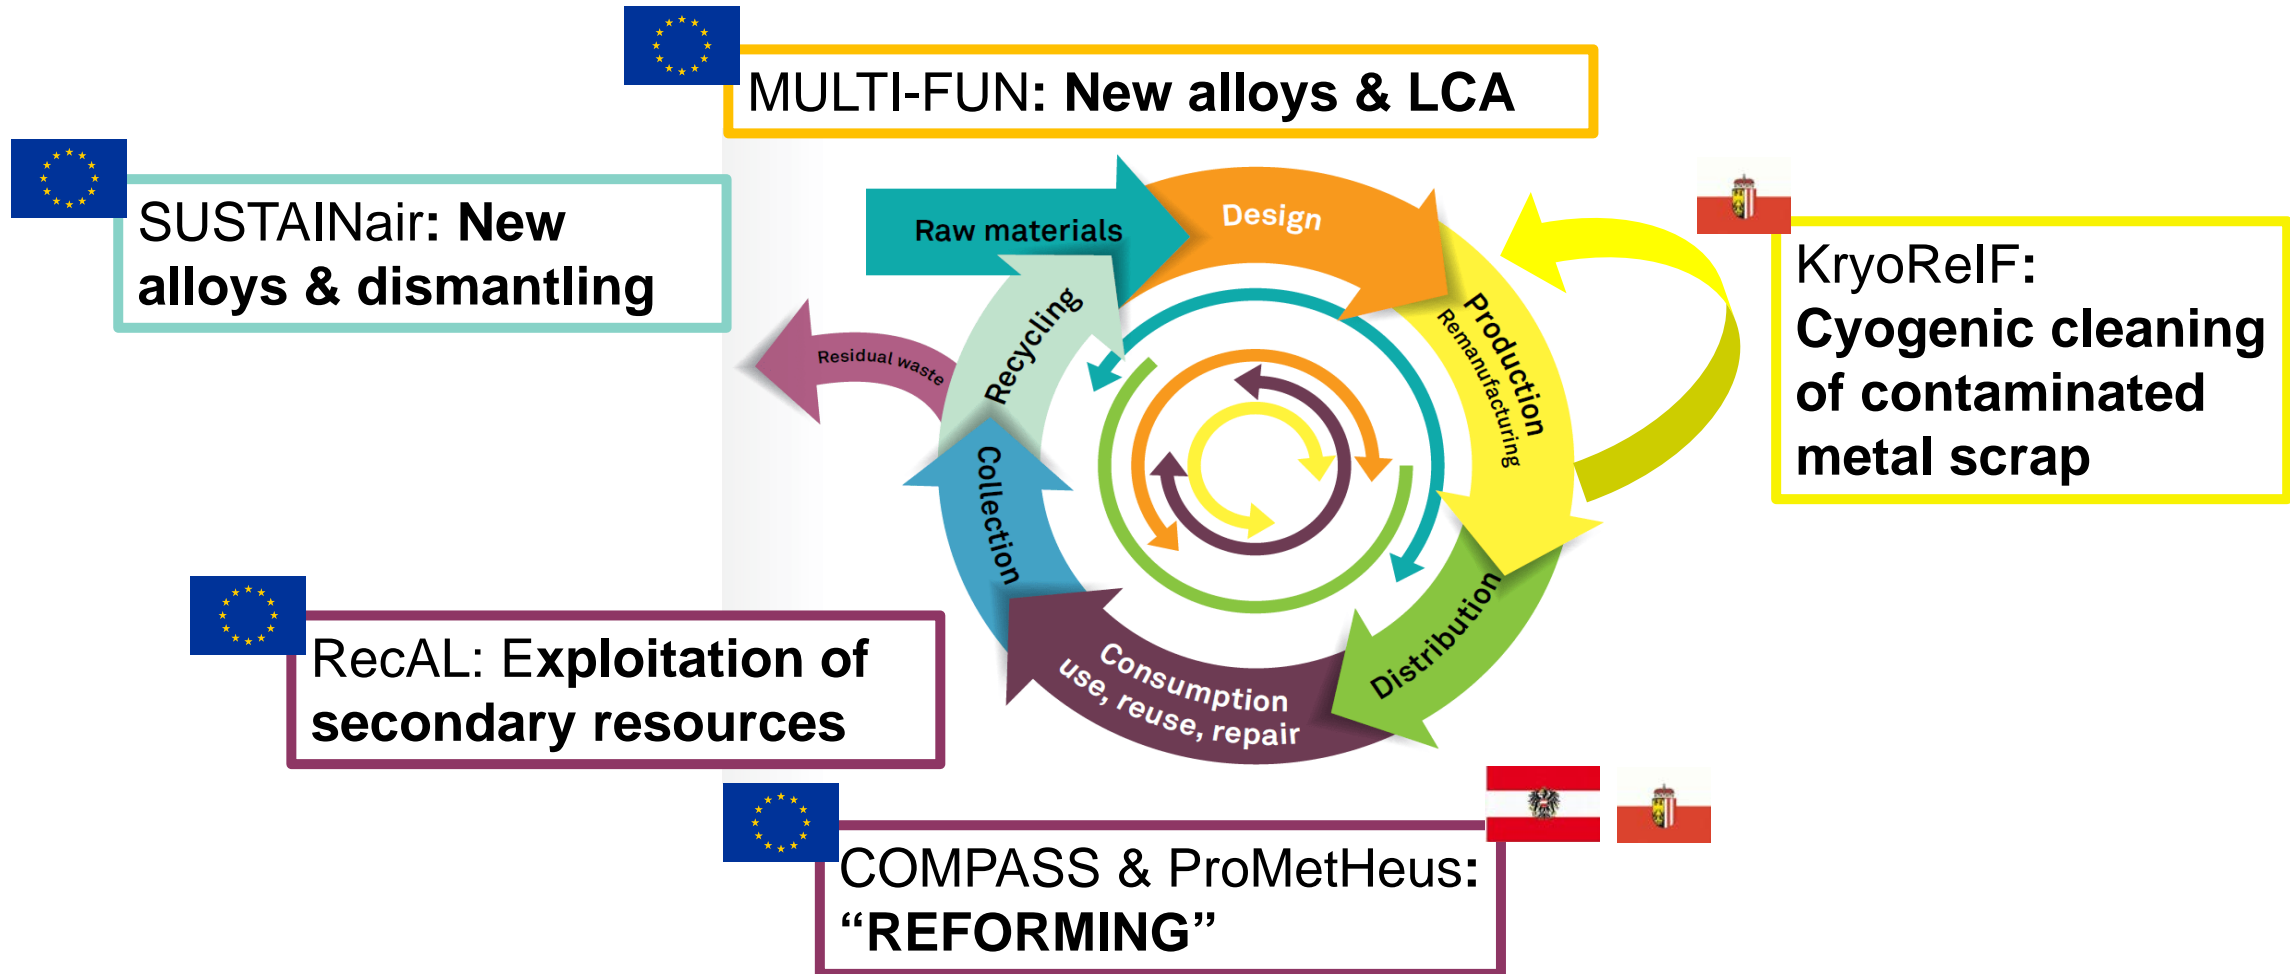 MULTI-FUN: New alloys & LCA
SUSTAINair: New
alloys & dismantling
Raw materials
Design
KryoReIF:
Cyogenic cleaning
of contaminated
metal scrap
Production
Remanufacturing
Residual waste
Recycling
Collection
Distribution
Consumption
use, reuse, repair
RecAL: Exploitation of
secondary resources
COMPASS & ProMetHeus:
“REFORMING”